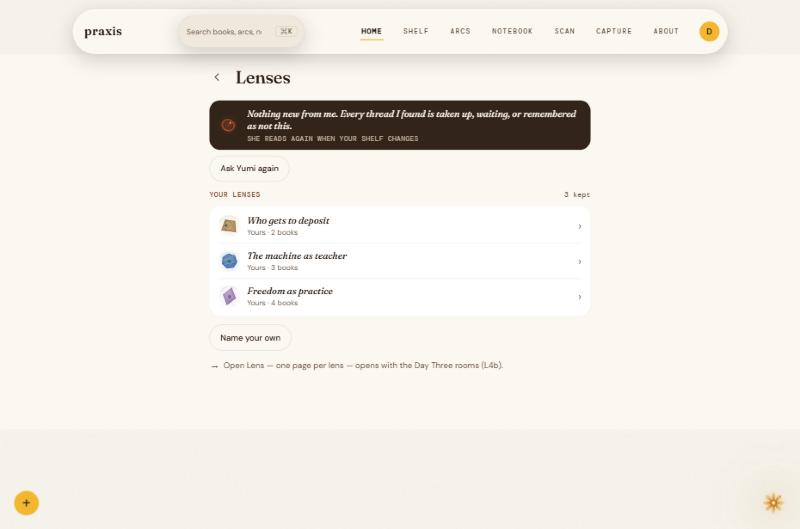 praxis
Search books, arcs, n
⌘K
HOME
SHELF
ARCS
NOTEBOOK
SCAN
CAPTURE
ABOUT
D
‹ Lenses
Nothing new from me. Every thread I found is taken up, waiting, or remembered
as not this.
SHE READS AGAIN WHEN YOUR SHELF CHANGES
Ask Yumi again
YOUR LENSES
3 kept
Who gets to deposit
Yours · 2 books
›
The machine as teacher
Yours · 3 books
›
Freedom as practice
Yours · 4 books
›
Name your own
→ Open Lens — one page per lens — opens with the Day Three rooms (L4b).
+